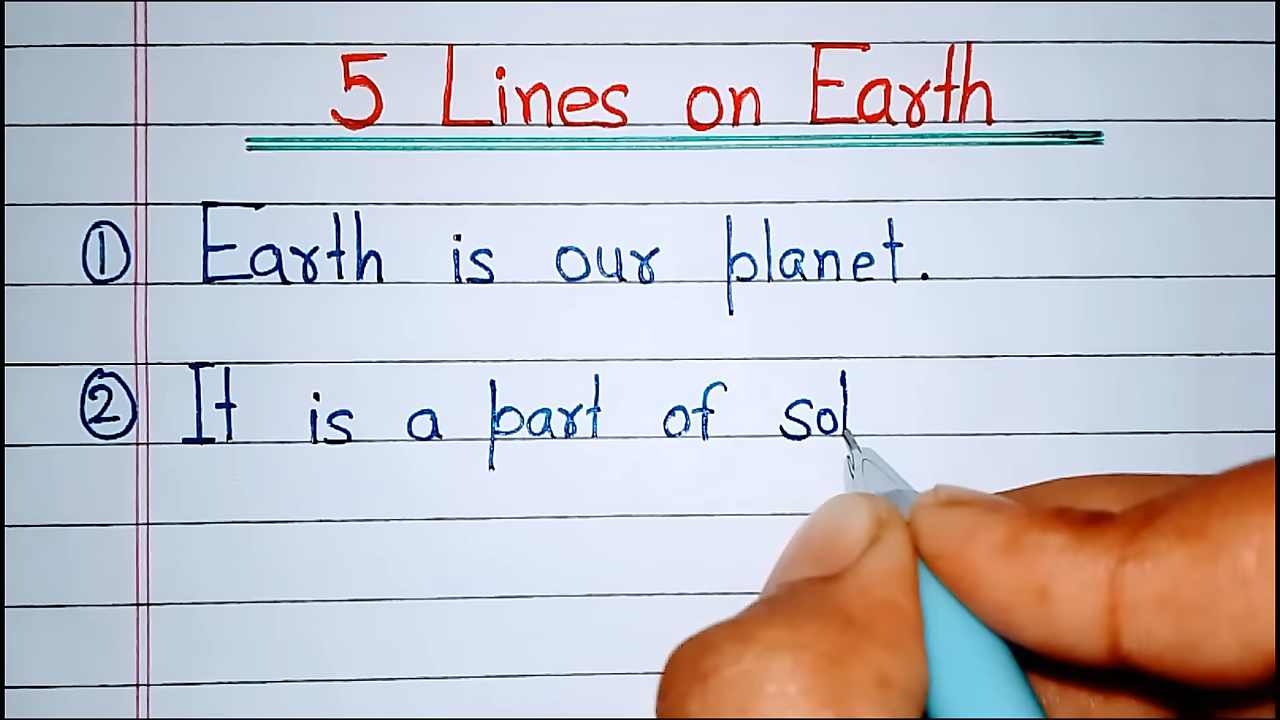 5 Lines on Earth
① Earth is our planet.
② It is a part of sol